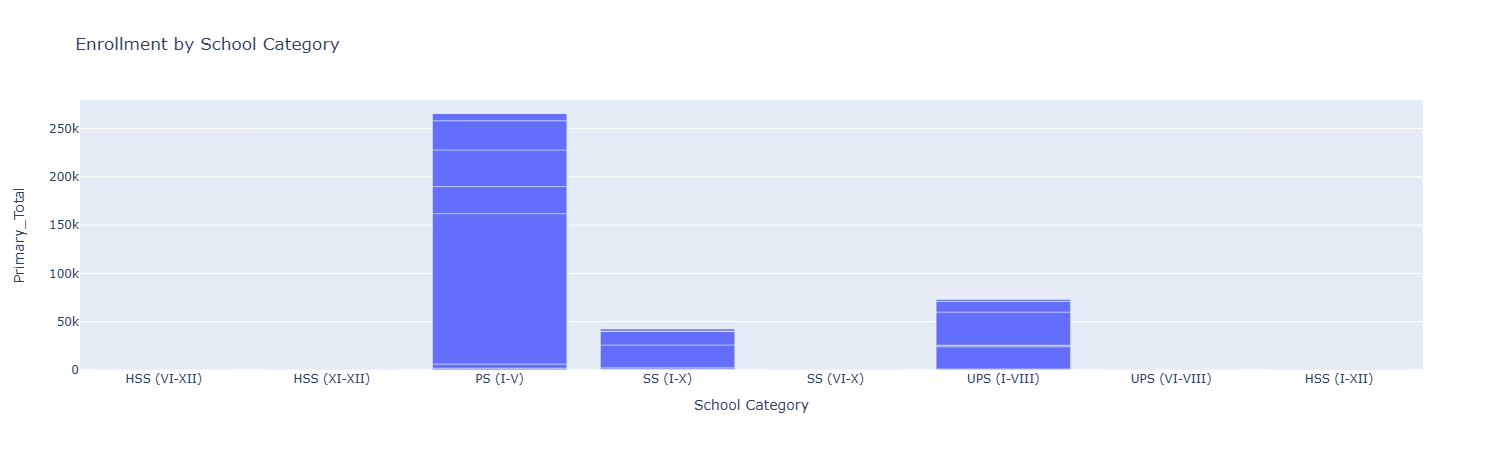 Enrollment by School Category
Primary_Total
250k
200k
150k
100k
50k
0
HSS (VI-XII) HSS (XI-XII) PS (I-V) SS (I-X) SS (VI-X) UPS (I-VIII) UPS (VI-VIII) HSS (I-XII)
School Category